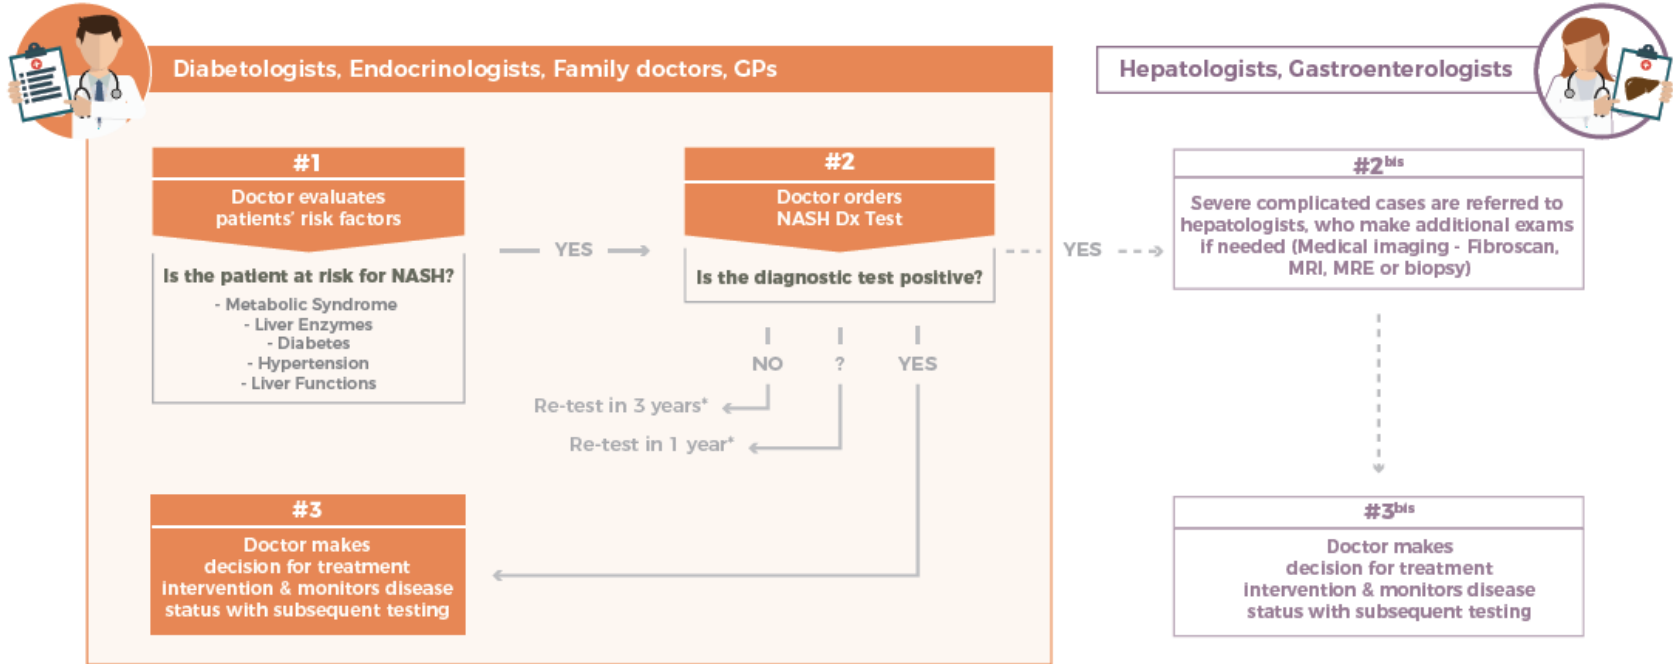 Diabetologists, Endocrinologists, Family doctors, GPs
Hepatologists, Gastroenterologists
#1
Doctor evaluates
patients' risk factors
Is the patient at risk for NASH?
- Metabolic Syndrome
- Liver Enzymes
- Diabetes
- Hypertension
- Liver Functions
YES
#2
Doctor orders
NASH Dx Test
Is the diagnostic test positive?
YES
#2bis
Severe complicated cases are referred to
hepatologists, who make additional exams
if needed (Medical imaging - Fibroscan,
MRI, MRE or biopsy)
NO
?
YES
Re-test in 3 years*
Re-test in 1 year*
#3
Doctor makes
decision for treatment
intervention & monitors disease
status with subsequent testing
#3bis
Doctor makes
decision for treatment
intervention & monitors disease
status with subsequent testing